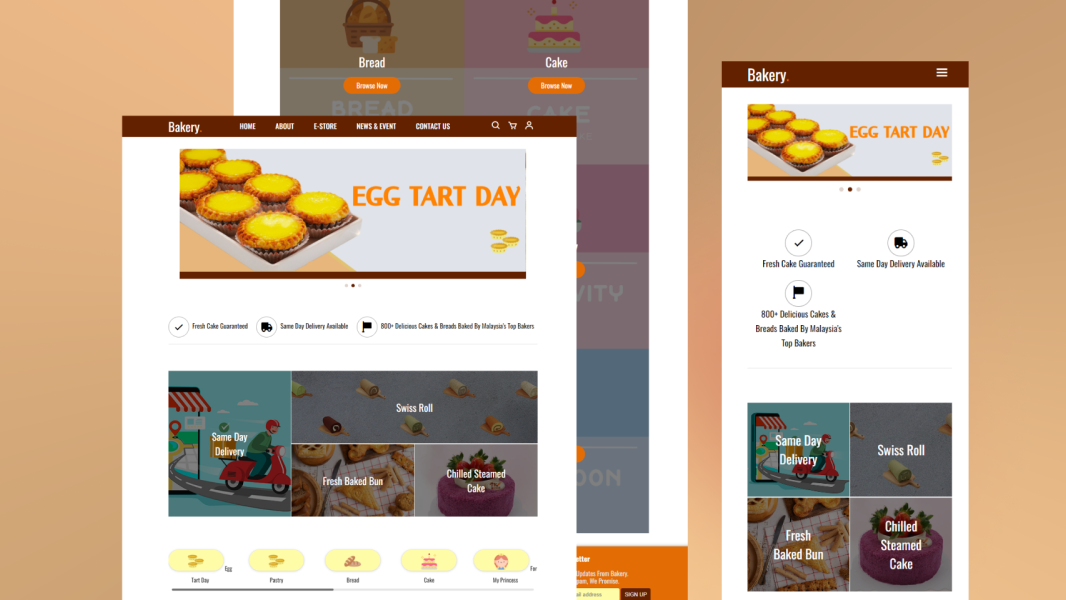 Bread
Cake
Browse Now
Browse Now
BREAD
CAKE
Bakery.
HOME
ABOUT
E-STORE
NEWS & EVENT
CONTACT US
EGG TART DAY
Fresh Cake Guaranteed
Same Day Delivery Available
800+ Delicious Cakes & Breads Baked By Malaysia's Top Bakers
Same Day
Delivery
Swiss Roll
Fresh Baked Bun
Chilled Steamed
Cake
Egg
Tart Day
Pastry
Bread
Cake
My Princess
For
VITY
OON
etter
Updates From Bakery.
pam. We Promise.
ail address
SIGN UP
Bakery.
EGG TART DAY
Fresh Cake Guaranteed
Same Day Delivery Available
800+ Delicious Cakes &
Breads Baked By Malaysia's
Top Bakers
Same Day
Delivery
Swiss Roll
Fresh
Baked Bun
Chilled
Steamed
Cake